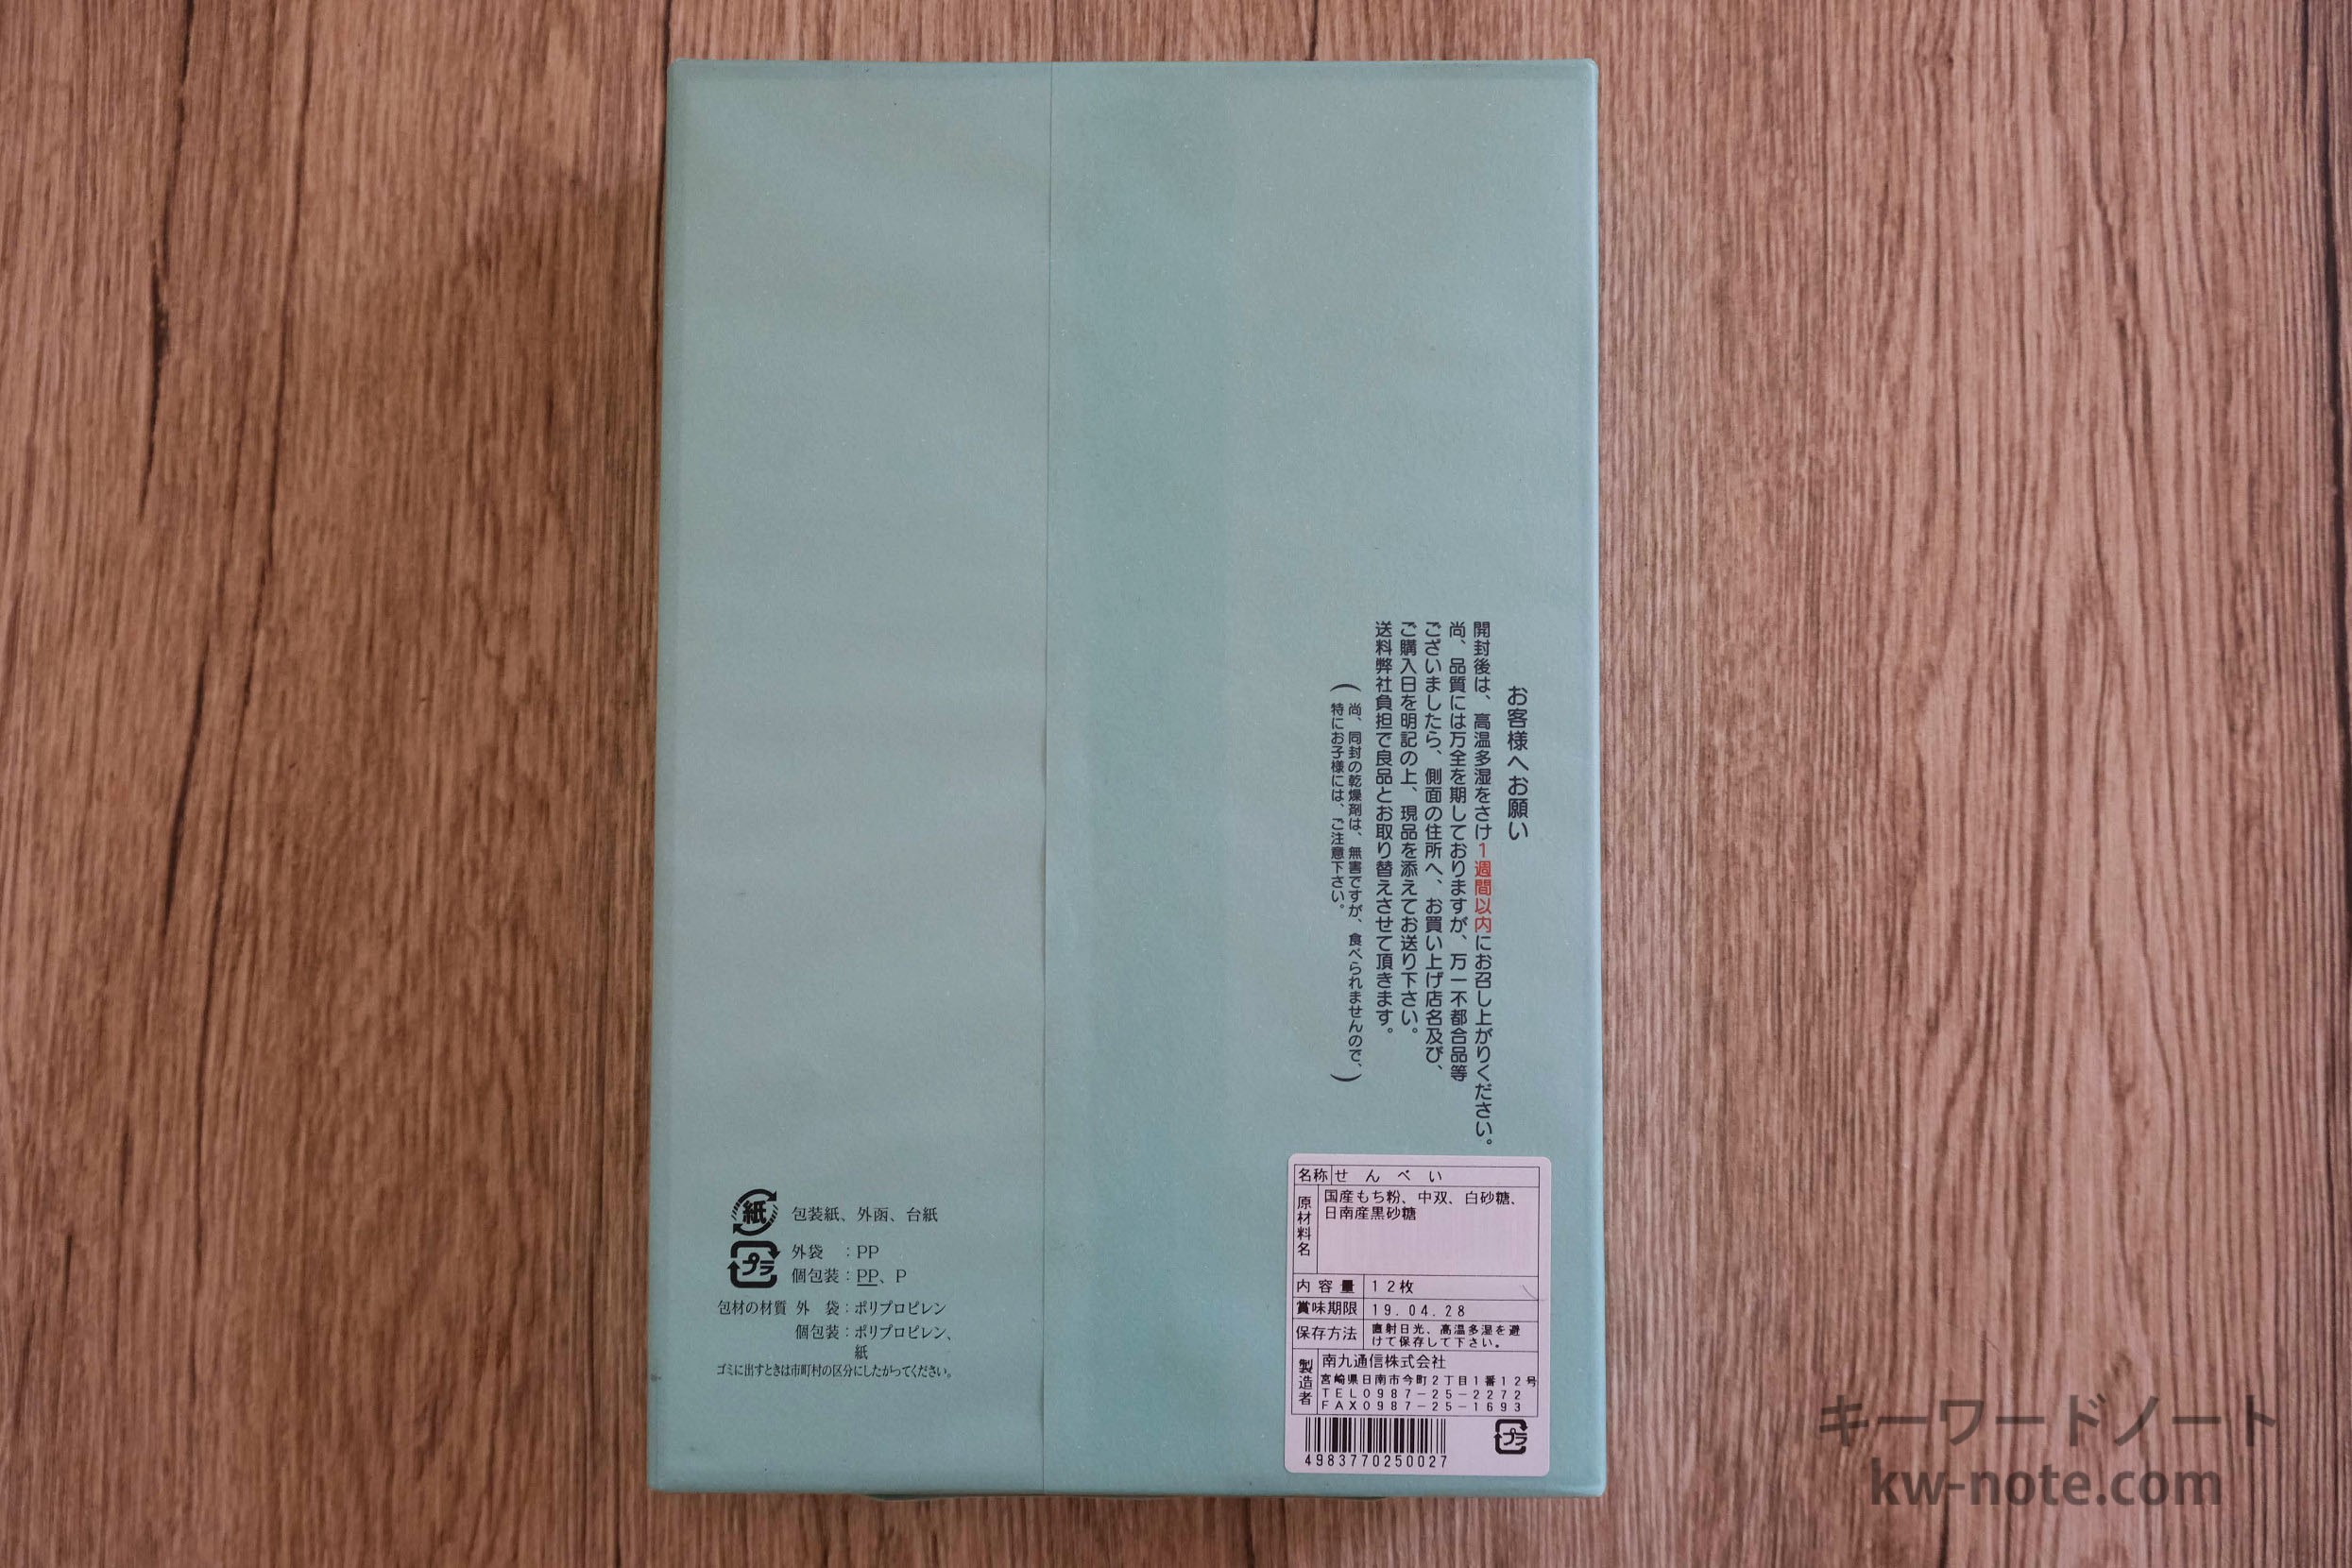 お客様へお願い
開封後は、高温多湿をさけ1週間以内にお召し上がりください。
尚、品質には万全を期しておりますが、万一不都合品等
ございましたら、側面の住所へ、お買い上げ店名及び、
ご購入日を明記の上、現品を添えてお送り下さい。
送料弊社負担で良品とお取り替えさせて頂きます。
(尚、同封の乾燥剤は、無害ですが、食べられませんので、
特にお子様には、ご注意下さい。)
紙 包装紙、外函、台紙
プラ 外袋 :PP
個包装:PP、P
包材の材質 外 袋:ポリプロピレン
個包装:ポリプロピレン、
紙
ゴミに出すときは市町村の区分にしたがってください。
名称 せんべい
原材料名 国産もち粉、中双、白砂糖、
日南産黒砂糖
内容量 12枚
賞味期限 19.04.28
保存方法 直射日光、高温多湿を避
けて保存して下さい。
製造者 南九通信株式会社
宮崎県日南市今町2丁目1番12号
TEL0987-25-2272
FAX0987-25-1693
4983770250027
プラ
キーワードノート
kw-note.com